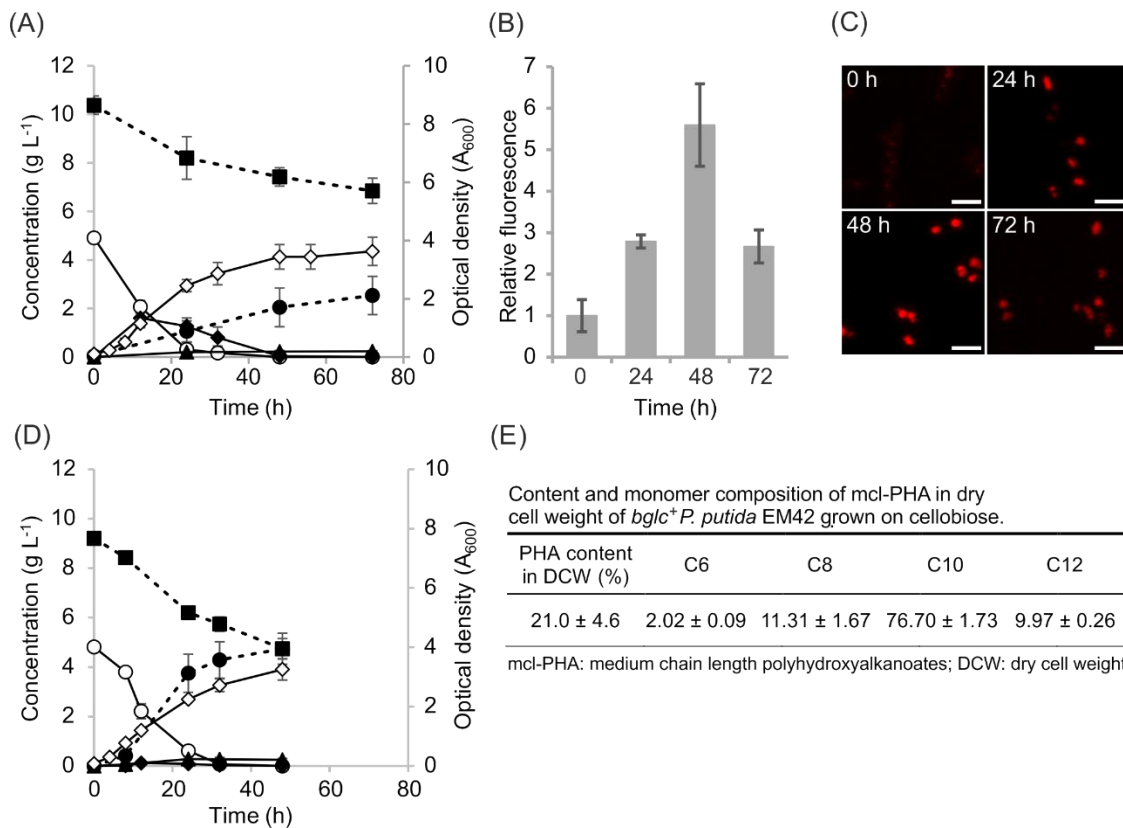 (A)
12
10
8
6
4
2
0
Concentration (g L-1)
10
8
6
4
2
0
Optical density (A600)
0 20 40 60 80
Time (h)
(B)
7
6
5
4
3
2
1
0
Relative fluorescence
0 24 48 72
Time (h)
(C)
0 h 24 h
48 h 72 h
(D)
12
10
8
6
4
2
0
Concentration (g L-1)
10
8
6
4
2
0
Optical density (A600)
0 20 40 60 80
Time (h)
(E)
Content and monomer composition of mcl-PHA in dry
cell weight of bglc+ P. putida EM42 grown on cellobiose.
PHA content
in DCW (%) C6 C8 C10 C12
21.0 ± 4.6 2.02 ± 0.09 11.31 ± 1.67 76.70 ± 1.73 9.97 ± 0.26
mcl-PHA: medium chain length polyhydroxyalkanoates; DCW: dry cell weight